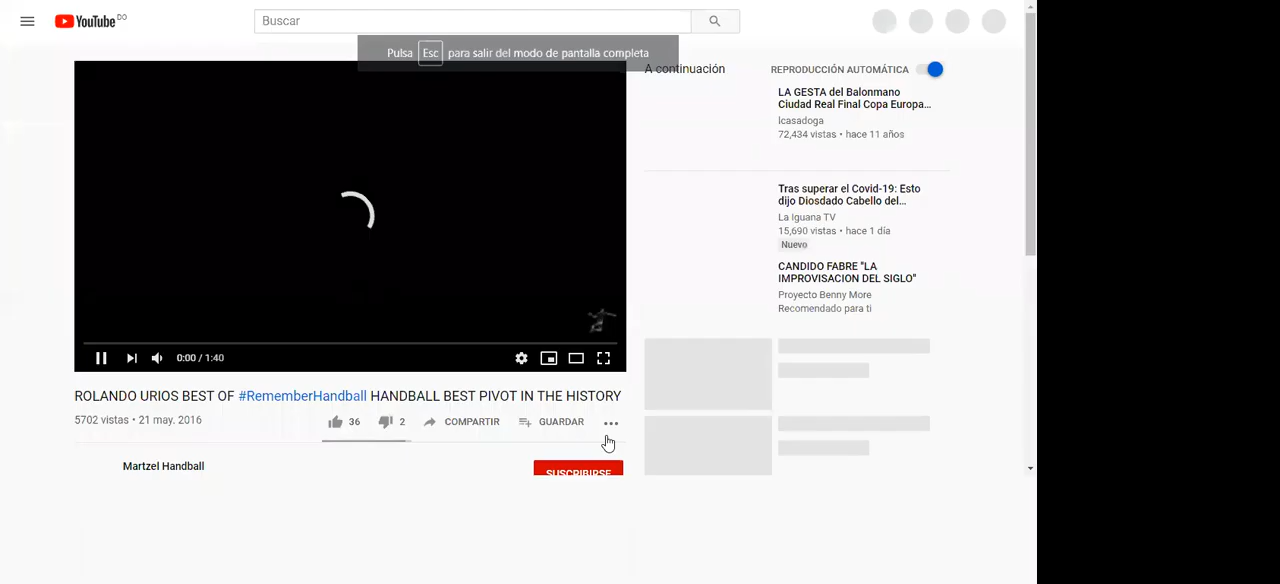 YouTube DO
Buscar
Pulsa Esc para salir del modo de pantalla completa
A continuación
REPRODUCCIÓN AUTOMÁTICA
LA GESTA del Balonmano
Ciudad Real Final Copa Europa...
lcasadoga
72,434 vistas • hace 11 años
Tras superar el Covid-19: Esto
dijo Diosdado Cabello del...
La Iguana TV
15,690 vistas • hace 1 día
Nuevo
CANDIDO FABRE "LA
IMPROVISACION DEL SIGLO"
Proyecto Benny More
Recomendado para ti
0:00 / 1:40
ROLANDO URIOS BEST OF #RememberHandball HANDBALL BEST PIVOT IN THE HISTORY
5702 vistas • 21 may. 2016
36
2
COMPARTIR
GUARDAR
Martzel Handball
SUSCRIBIRSE